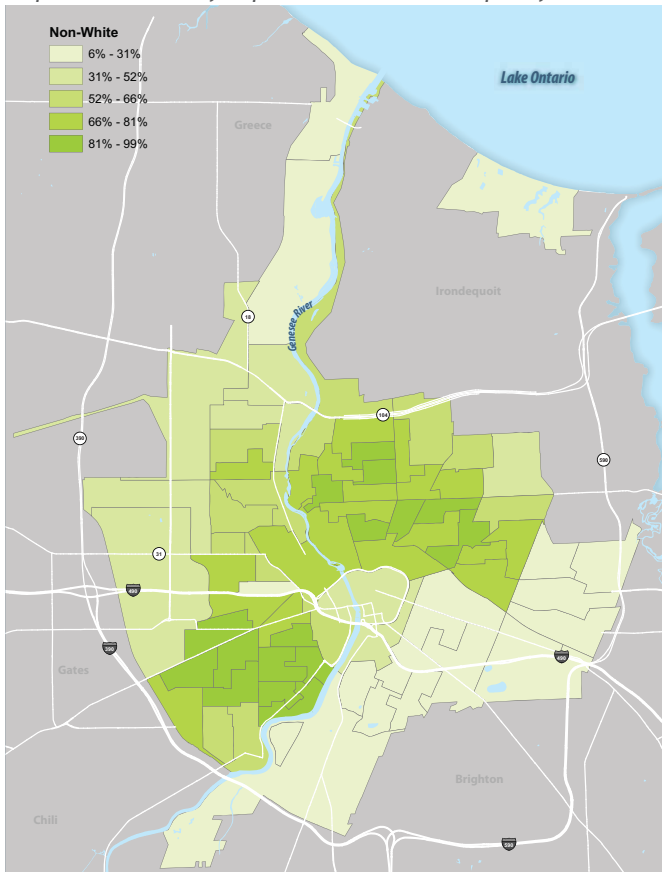 Non-White
6% - 31%
31% - 52%
52% - 66%
66% - 81%
81% - 99%
Lake Ontario
Greece
Irondequoit
Genesee River
18
104
390
590
31
490
390
490
Gates
Brighton
Chili
590